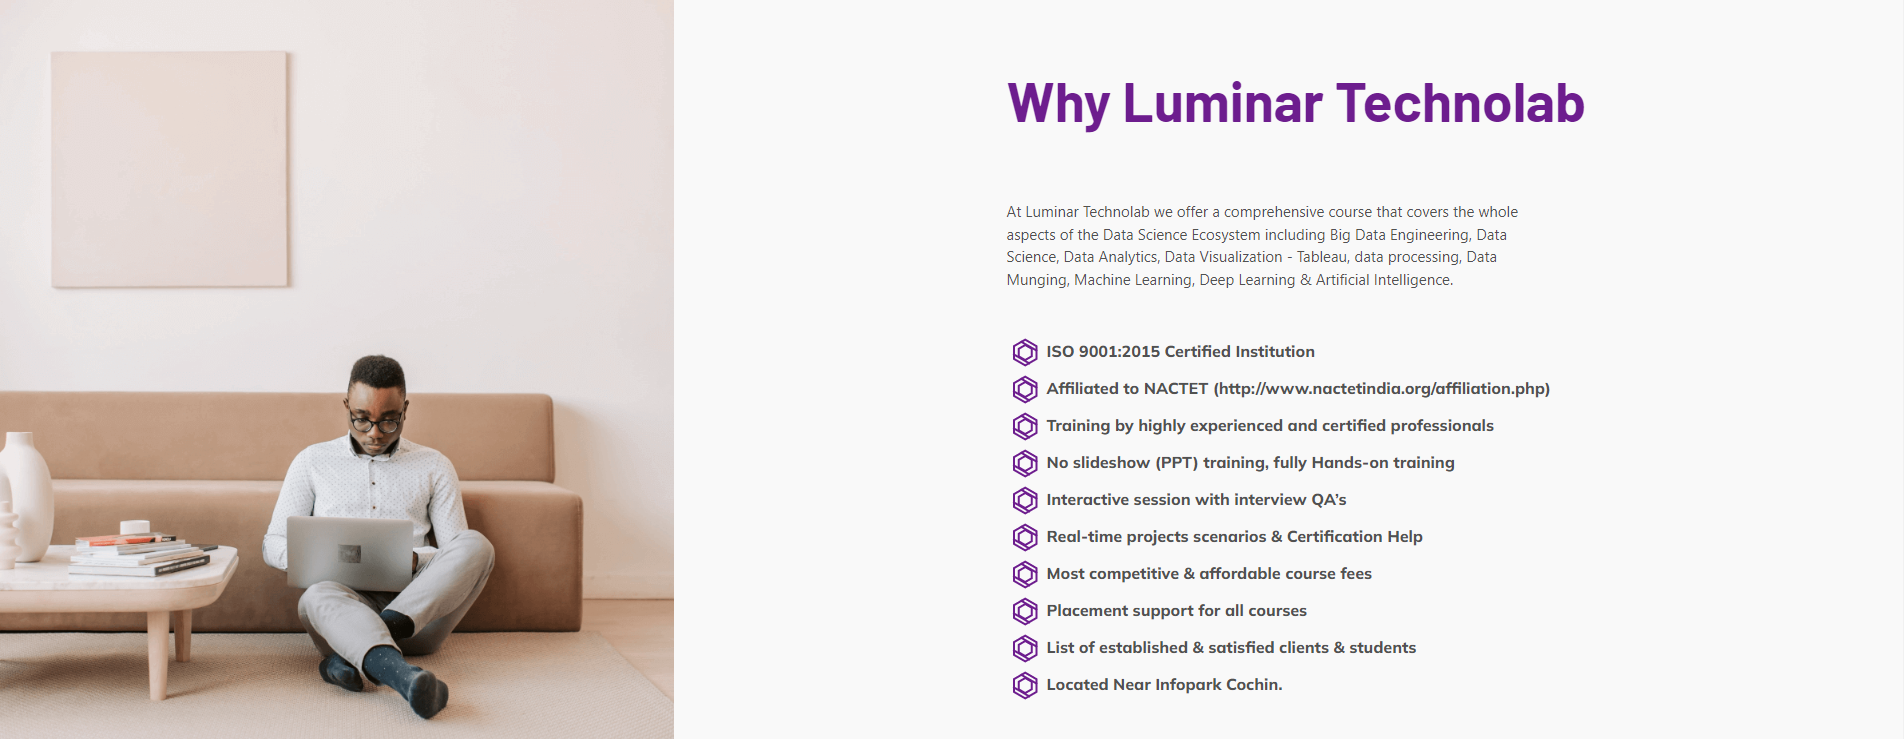 Why Luminar Technolab
At Luminar Technolab we offer a comprehensive course that covers the whole
aspects of the Data Science Ecosystem including Big Data Engineering, Data
Science, Data Analytics, Data Visualization - Tableau, data processing, Data
Munging, Machine Learning, Deep Learning & Artificial Intelligence.
ISO 9001:2015 Certified Institution
Affiliated to NACTET (http://www.nactetindia.org/affiliation.php)
Training by highly experienced and certified professionals
No slideshow (PPT) training, fully Hands-on training
Interactive session with interview QA’s
Real-time projects scenarios & Certification Help
Most competitive & affordable course fees
Placement support for all courses
List of established & satisfied clients & students
Located Near Infopark Cochin.